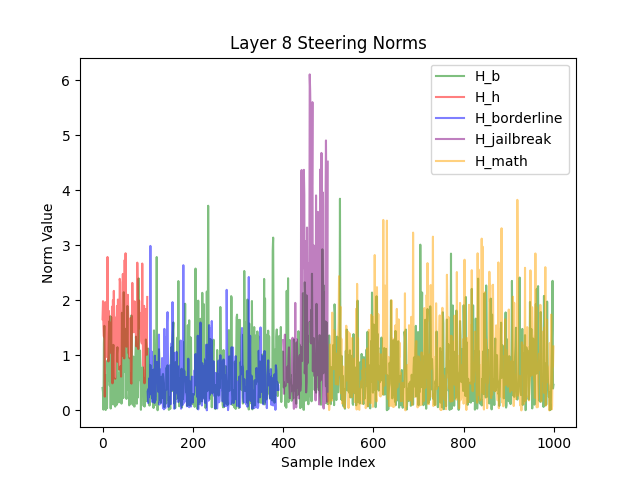 Layer 8 Steering Norms
H_b
H_h
H_borderline
H_jailbreak
H_math
Norm Value
6
5
4
3
2
1
0
0 200 400 600 800 1000
Sample Index